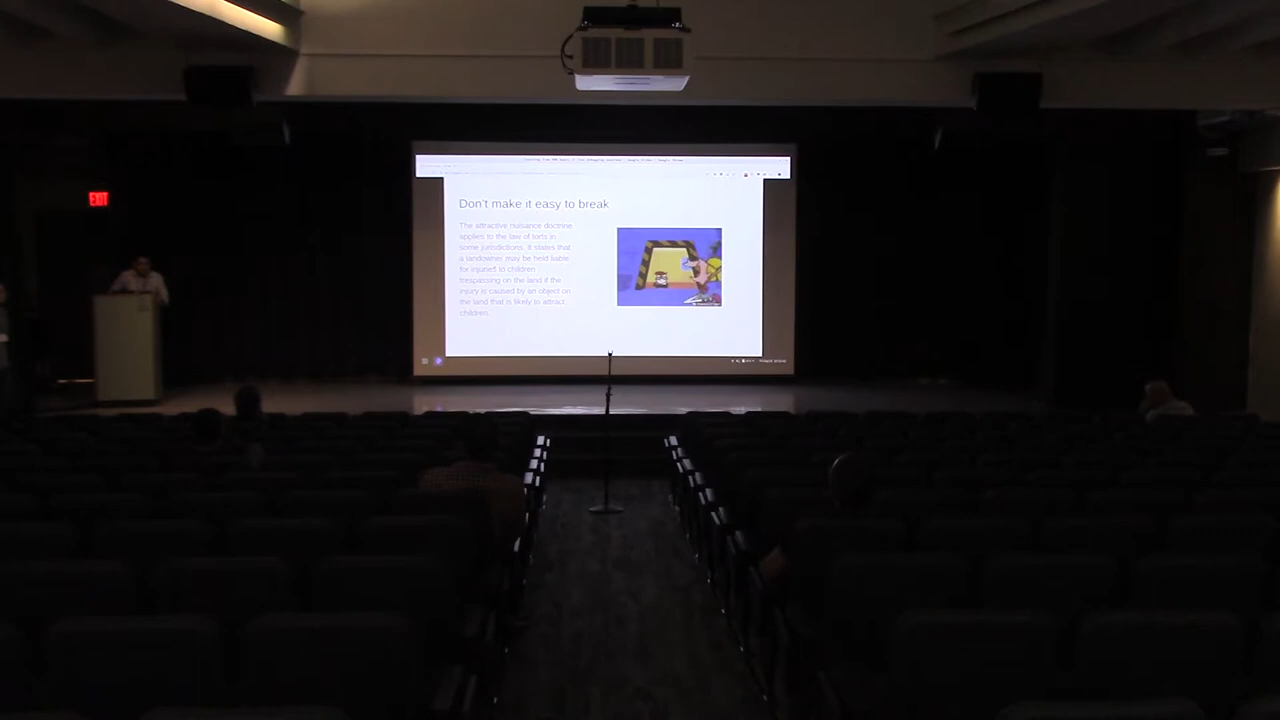 EXIT
Don't make it easy to break
The attractive nuisance doctrine
applies to the law of torts in
some jurisdictions. It states that
a landowner may be held liable
for injuries to children
trespassing on the land if the
injury is caused by an object on
the land that is likely to attract
children.